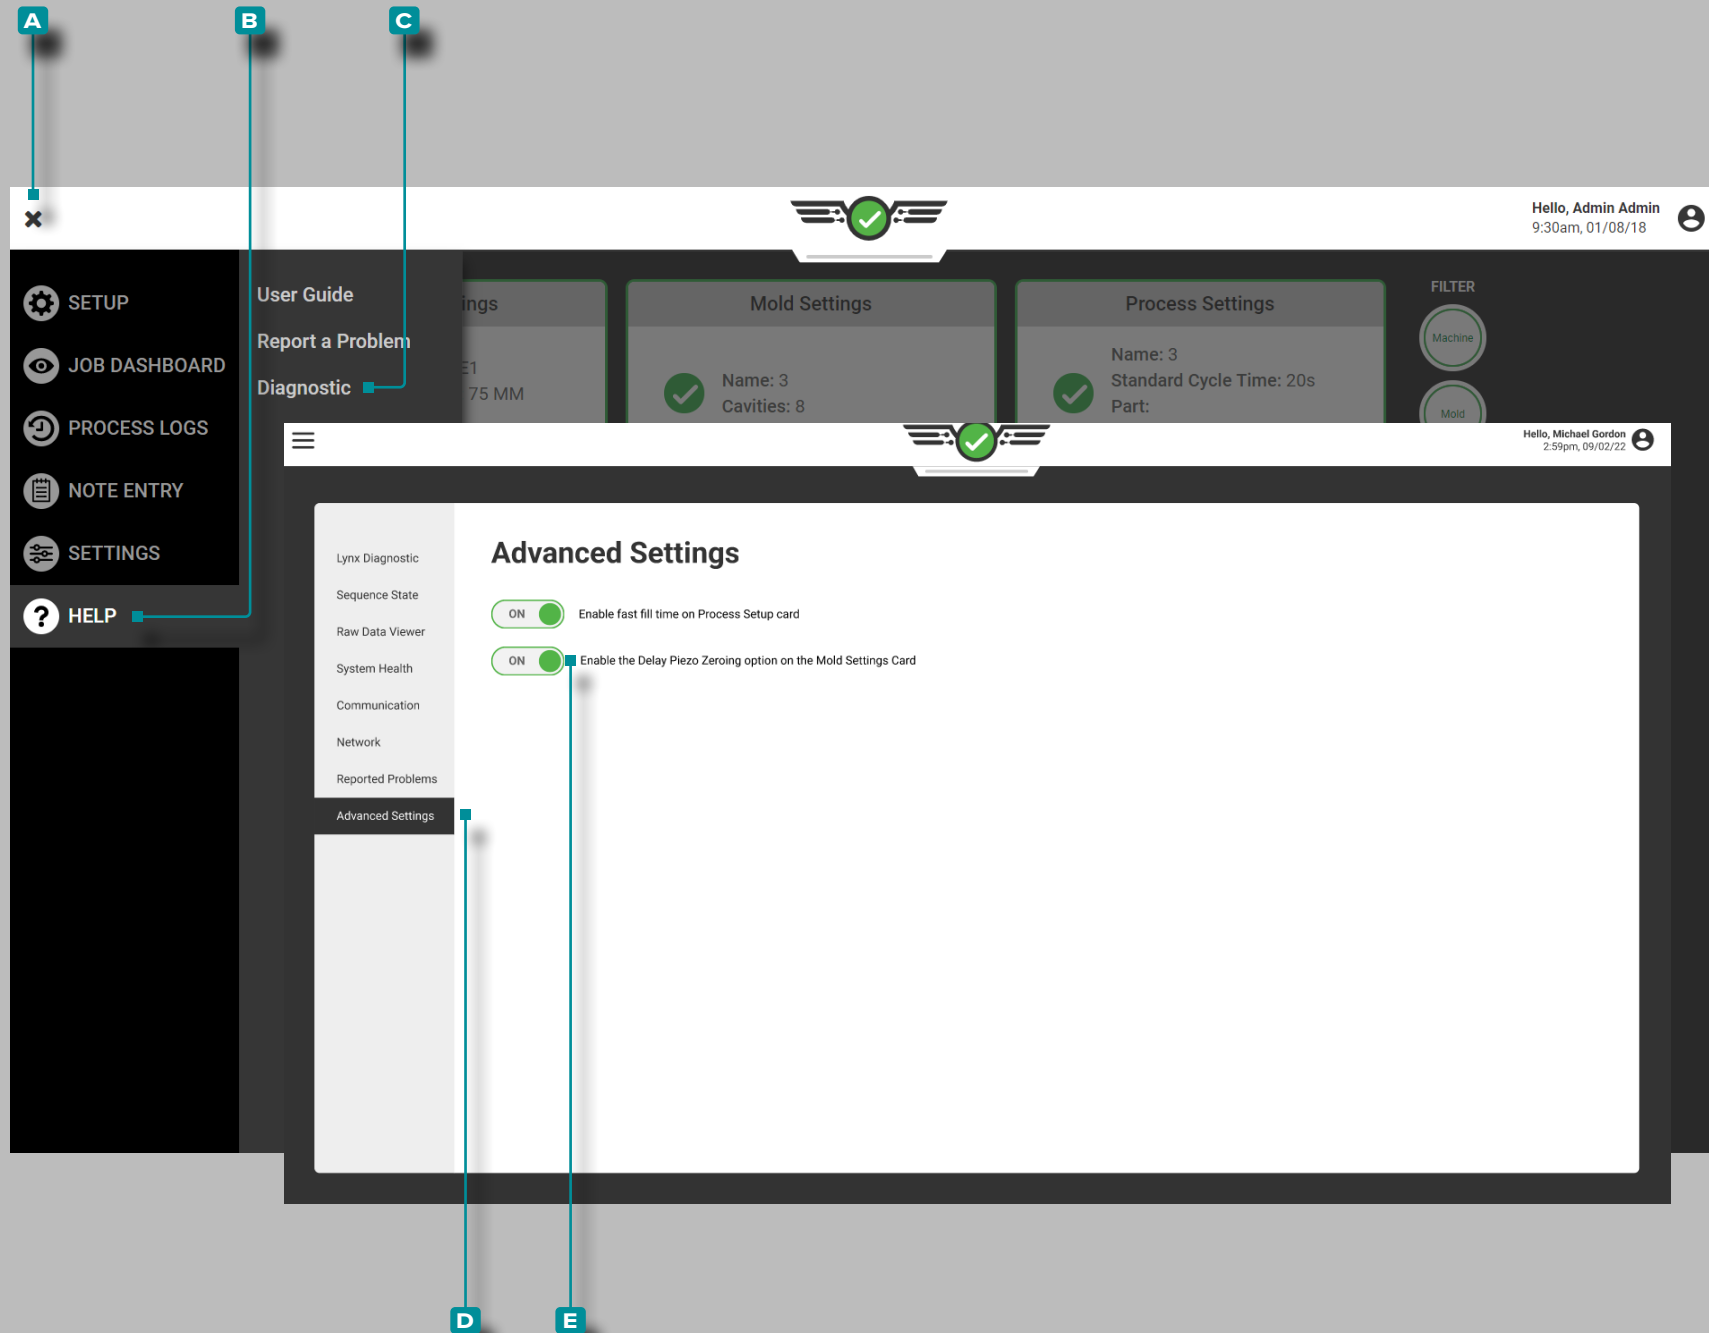 A
B
C
Hello, Admin Admin
9:30am, 01/08/18
SETUP
JOB DASHBOARD
PROCESS LOGS
NOTE ENTRY
SETTINGS
HELP
User Guide
Report a Problem
Diagnostic
ings
E1
75 MM
Mold Settings
Name: 3
Cavities: 8
Process Settings
Name: 3
Standard Cycle Time: 20s
Part:
FILTER
Machine
Mold
Hello, Michael Gordon
2:59pm, 09/02/22
Lynx Diagnostic
Sequence State
Raw Data Viewer
System Health
Communication
Network
Reported Problems
Advanced Settings
Advanced Settings
ON Enable fast fill time on Process Setup card
ON Enable the Delay Piezo Zeroing option on the Mold Settings Card
D
E